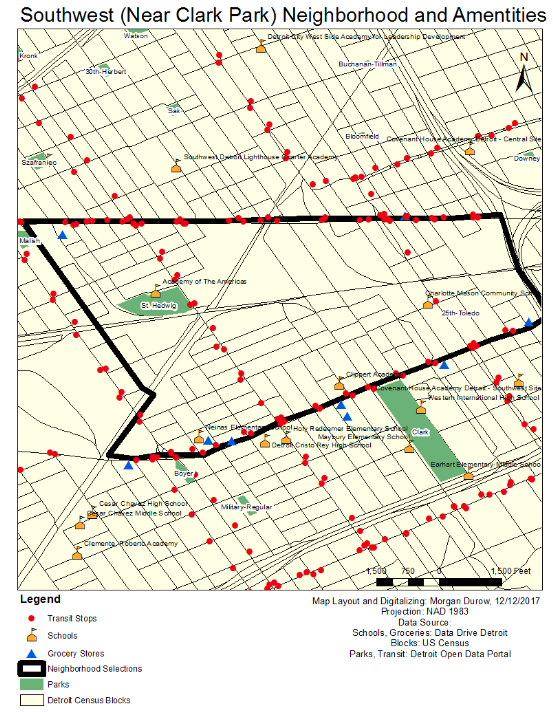 Southwest (Near Clark Park) Neighborhood and Amentities
Watson
Detroit City West Side Academy for Leadership Development
Kronk
Buchanan-Tillman
30th-Herbert
N
Sak
Bloomfield
Covenant House Academy Detroit - Central Site
Szafraniec
Southwest Detroit Lighthouse Charter Academy
Downey
Malish
Academy of The Americas
St. Hedwig
Charlotte Mason Community School
25th-Toledo
Clippert Academy
Covenant House Academy Detroit - Southwest Site
Western International High School
Neinas Elementary School
Holy Redeemer Elementary School
Maybury Elementary School
Clark
Detroit Cristo Rey High School
Earhart Elementary Middle School
Boyer
Cesar Chavez High School
Military-Regular
Cesar Chavez Middle School
Clemente, Roberto Academy
1,500 750 0 1,500 Feet
Legend
Transit Stops
Schools
Grocery Stores
Neighborhood Selections
Parks
Detroit Census Blocks
Map Layout and Digitalizing: Morgan Durow, 12/12/2017
Projection: NAD 1983
Data Source:
Schools, Groceries: Data Drive Detroit
Blocks: US Census
Parks, Transit: Detroit Open Data Portal